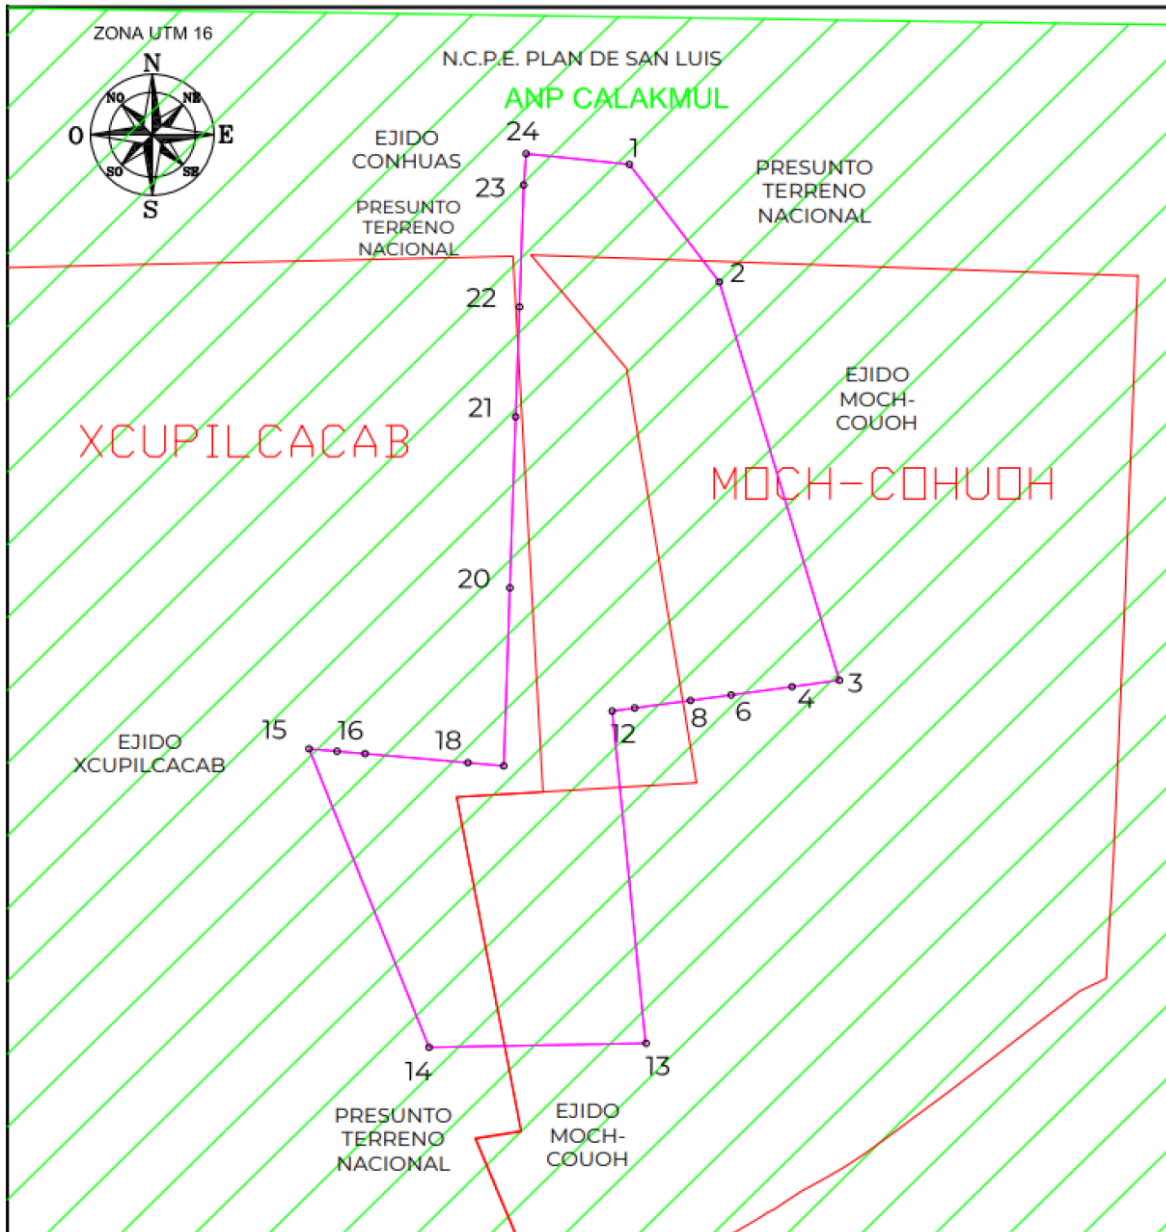 ZONA UTM 16
N
NO
NE
O
E
SO
SE
S
N.C.P.E. PLAN DE SAN LUIS
ANP CALAKMUL
EJIDO
CONHUAS
24
1
PRESUNTO
TERRENO
NACIONAL
23
PRESUNTO
TERRENO
NACIONAL
2
22
EJIDO
MOCH-
COUOH
21
XCUPILCACAB
MOCH-COHUOH
20
3
4
6
8
12
15
16
18
EJIDO
XCUPILCACAB
14
13
PRESUNTO
TERRENO
NACIONAL
EJIDO
MOCH-
COUOH